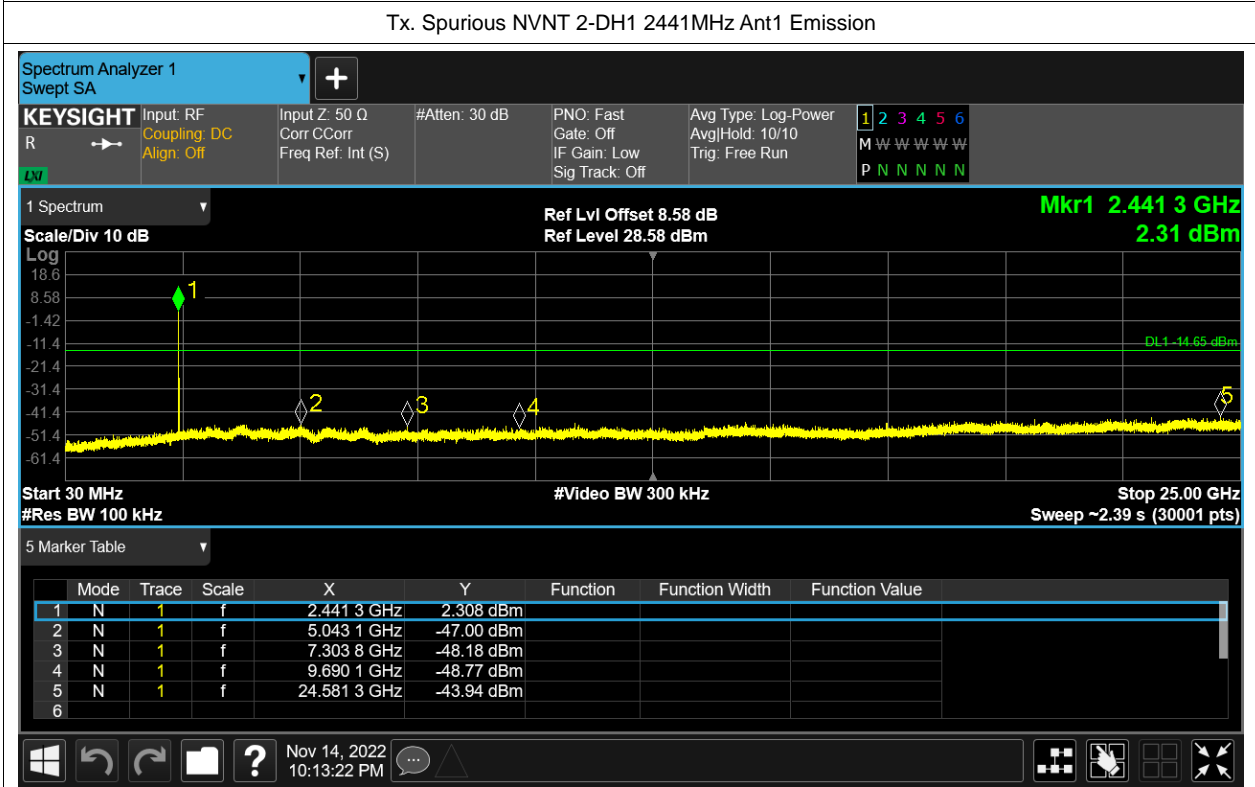 Tx. Spurious NVNT 2-DH1 2441MHz Ant1 Emission
Spectrum Analyzer 1
Swept SA
+
KEYSIGHT
R
LXI
Input: RF
Coupling: DC
Align: Off
Input Z: 50 Ω
Corr CCorr
Freq Ref: Int (S)
#Atten: 30 dB
PNO: Fast
Gate: Off
IF Gain: Low
Sig Track: Off
Avg Type: Log-Power
Avg|Hold: 10/10
Trig: Free Run
1 2 3 4 5 6
M W W W W W
P N N N N N
1 Spectrum
Scale/Div 10 dB
Ref Lvl Offset 8.58 dB
Ref Level 28.58 dBm
Mkr1 2.441 3 GHz
2.31 dBm
Log
18.6
8.58
-1.42
-11.4
-21.4
-31.4
-41.4
-51.4
-61.4
1
2
3
4
5
DL1 -14.65 dBm
Start 30 MHz
#Res BW 100 kHz
#Video BW 300 kHz
Stop 25.00 GHz
Sweep ~2.39 s (30001 pts)
5 Marker Table
Mode Trace Scale X Y Function Function Width Function Value
1 N 1 f 2.441 3 GHz 2.308 dBm
2 N 1 f 5.043 1 GHz -47.00 dBm
3 N 1 f 7.303 8 GHz -48.18 dBm
4 N 1 f 9.690 1 GHz -48.77 dBm
5 N 1 f 24.581 3 GHz -43.94 dBm
6
?
Nov 14, 2022
10:13:22 PM